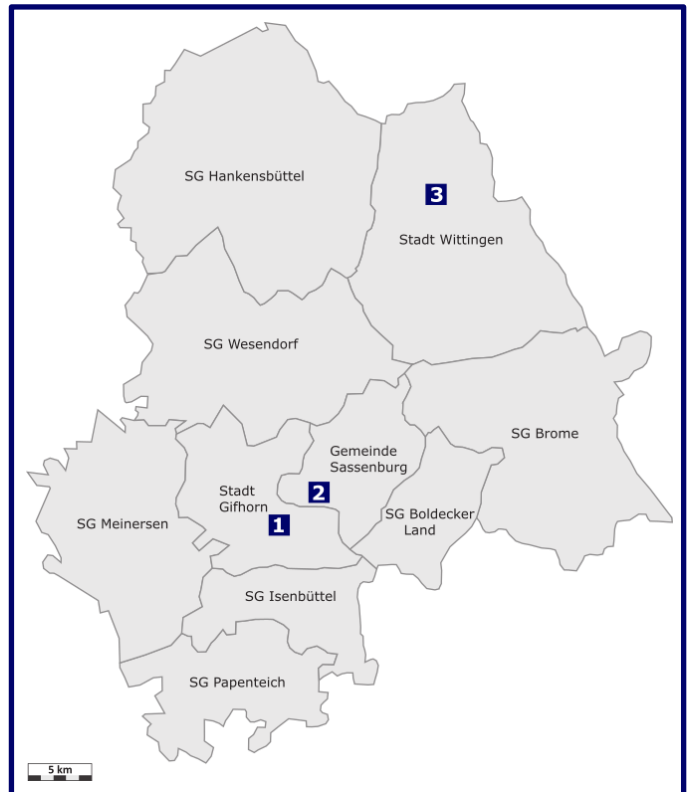 SG Hankensbüttel
3
Stadt Wittingen
SG Wesendorf
SG Brome
Gemeinde
Sassenburg
Stadt
Gifhorn
2
1
SG Boldecker
Land
SG Meinersen
SG Isenbüttel
SG Papenteich
5 km